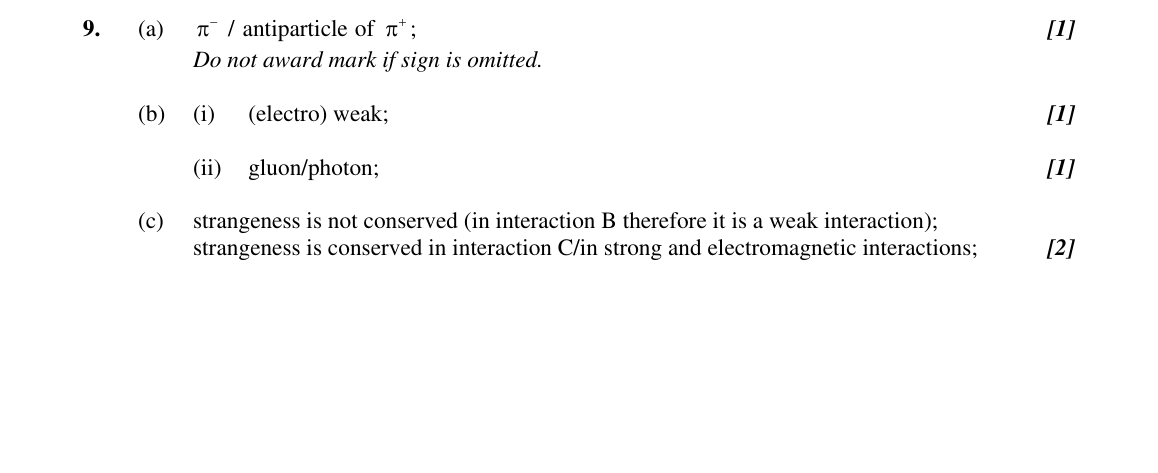 9. (a) π⁻ / antiparticle of π⁺; [1]
Do not award mark if sign is omitted.
(b) (i) (electro) weak; [1]
(ii) gluon/photon; [1]
(c) strangeness is not conserved (in interaction B therefore it is a weak interaction);
strangeness is conserved in interaction C/in strong and electromagnetic interactions; [2]